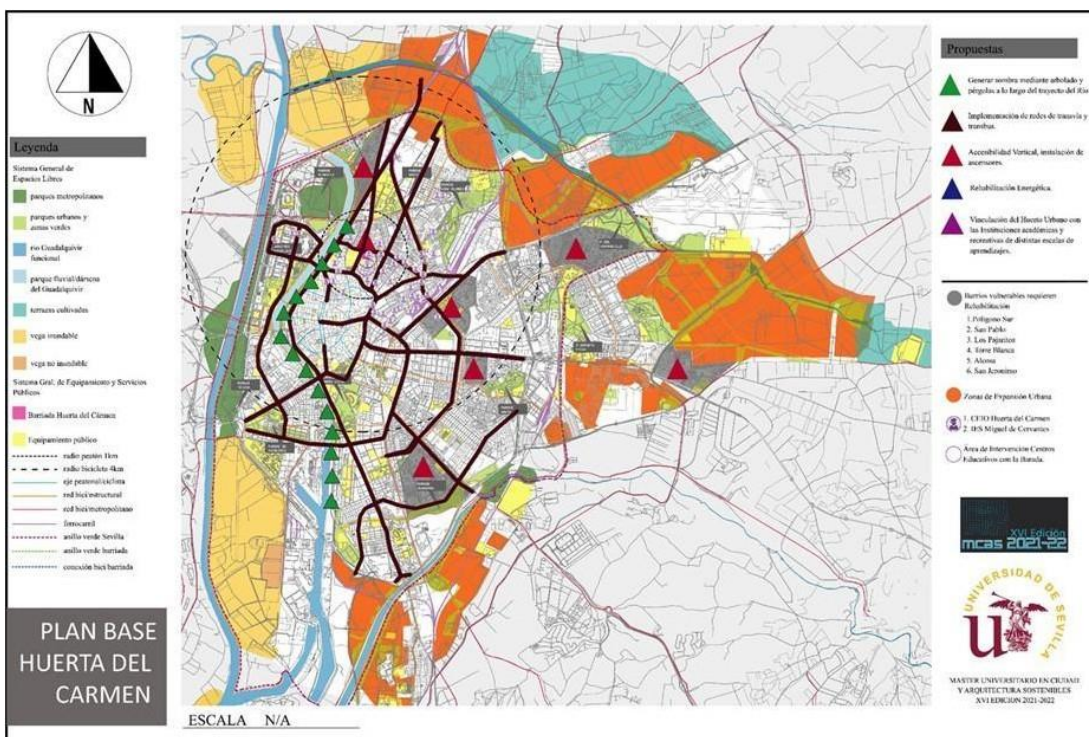 N
Leyenda
Sistema General de
Espacios Libres
parques metropolitanos
parques urbanos y
zonas verdes
rio Guadalquivir
funcional
parque fluvial/dársena
del Guadalquivir
terrazas cultivadas
vega inundable
vega no inundable
Sistema Gral. de Equipamiento y Servicios
Públicos
Barriada Huerta del Cármen
Equipamiento público
radio peatón 1km
radio bicicleta 4km
eje peatonal/ciclista
red bici/estructural
red bici/metropolitano
ferrocarril
anillo verde Sevilla
anillo verde barriada
conexión bici barriada
PLAN BASE
HUERTA DEL
CARMEN
ESCALA N/A
Propuestas
Generar sombra mediante arbolado y
pérgolas a lo largo del trayecto del Río
Implementación de redes de tranvía y
tranbus.
Accesibilidad Vertical, instalación de
ascensores.
Rehabilitación Energética.
Vinculación del Huerto Urbano con
las Instituciones académicas y
recreativas de distintas escalas de
aprendizajes.
Barrios vulnerables requieren
Rehabilitación
1. Polígono Sur
2. San Pablo
3. Los Pajaritos
4. Torre Blanca
5. Alcosa
6. San Jeronimo
Zonas de Expansión Urbana
1. CEIO Huerta del Carmen
2. IES Miguel de Cervantes
Área de Intervención Centros
Educativos con la Barriada.
XVI Edición
mcas 2021-22
UNIVERSIDAD DE SEVILLA
MASTER UNIVERSITARIO EN CIUDAD
Y ARQUITECTURA SOSTENIBLES
XVI EDICION 2021-2022